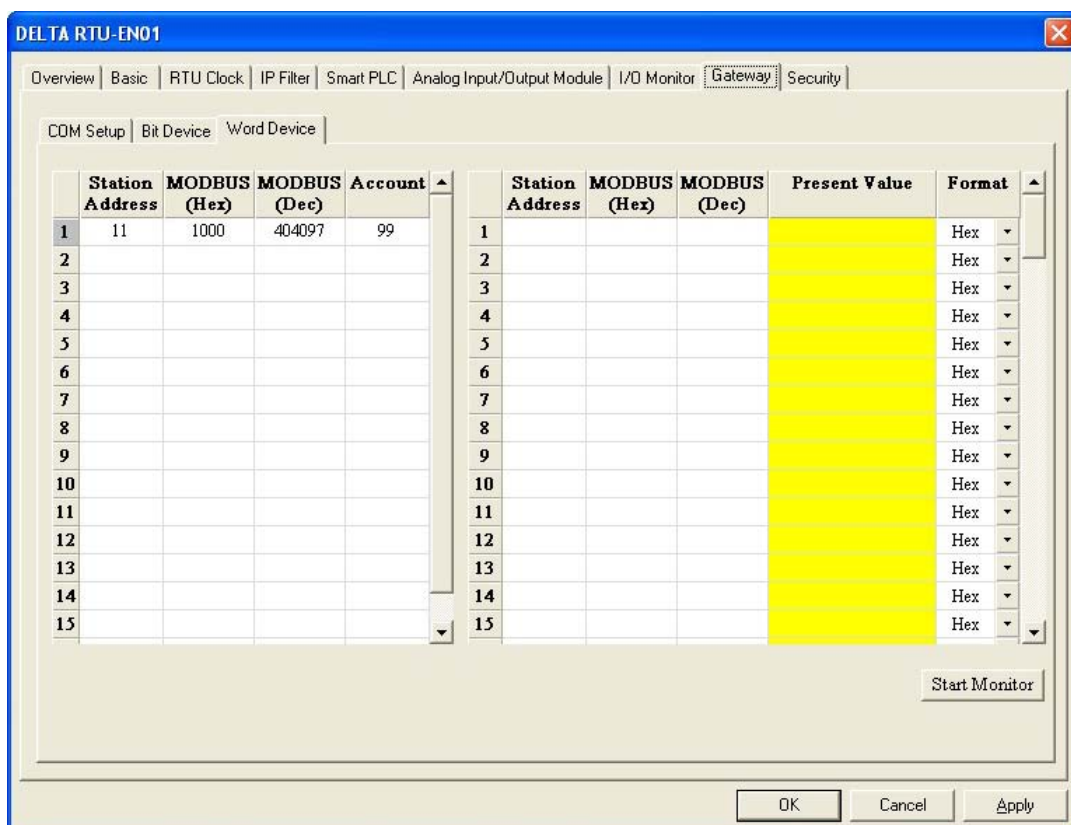 DELTA RTU-EN01
Overview Basic RTU Clock IP Filter Smart PLC Analog Input/Output Module I/O Monitor Gateway Security
COM Setup Bit Device Word Device
Station Address MODBUS (Hex) MODBUS (Dec) Account Station Address MODBUS (Hex) MODBUS (Dec) Present Value Format
1 11 1000 404097 99 1 Hex
2 2 Hex
3 3 Hex
4 4 Hex
5 5 Hex
6 6 Hex
7 7 Hex
8 8 Hex
9 9 Hex
10 10 Hex
11 11 Hex
12 12 Hex
13 13 Hex
14 14 Hex
15 15 Hex
Start Monitor
OK Cancel Apply